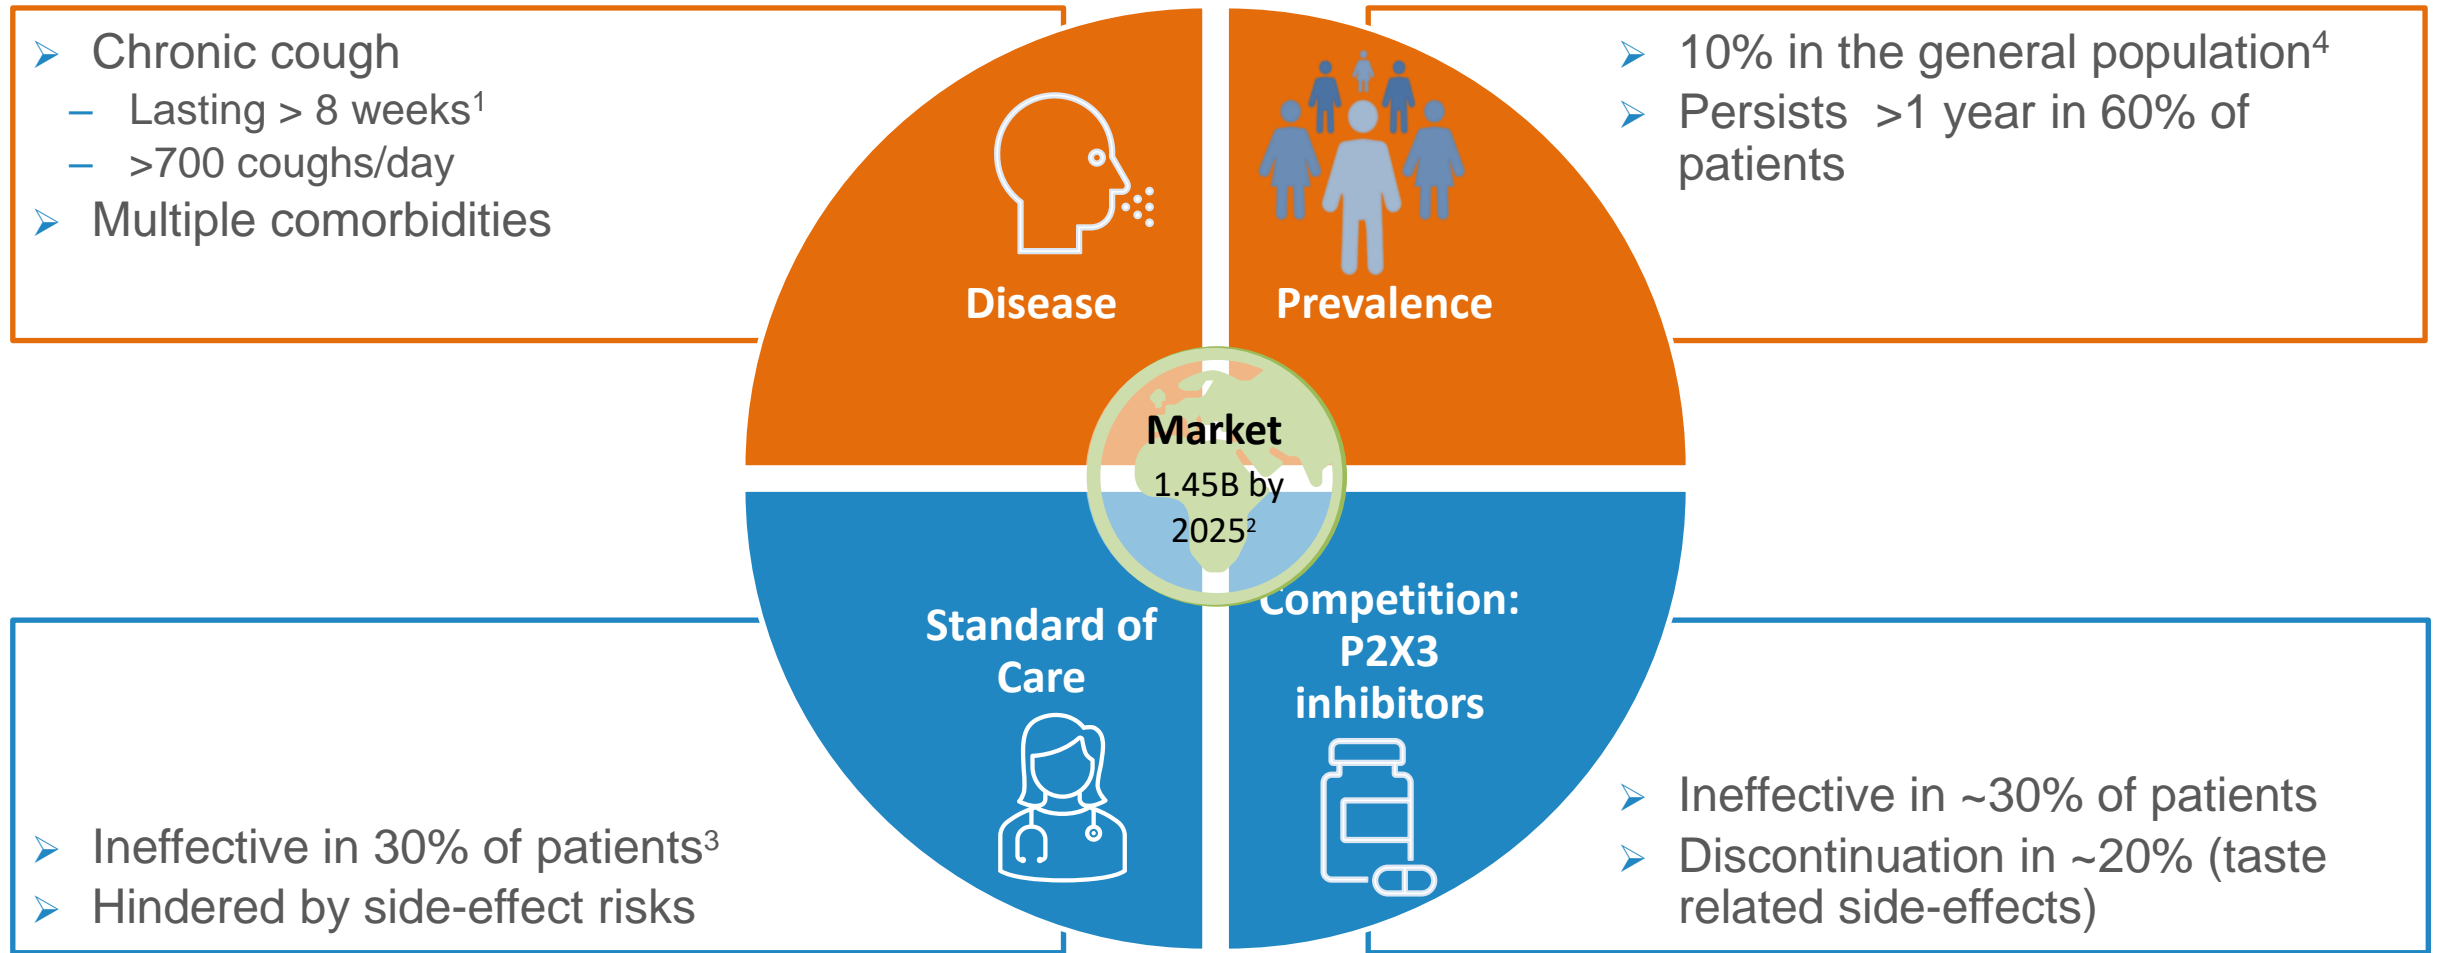 ➢ Chronic cough
– Lasting > 8 weeks¹
– >700 coughs/day
➢ Multiple comorbidities
Disease
Prevalence
➢ 10% in the general population⁴
➢ Persists >1 year in 60% of
patients
Market
1.45B by
2025²
Standard of
Care
➢ Ineffective in 30% of patients³
➢ Hindered by side-effect risks
Competition:
P2X3
inhibitors
➢ Ineffective in ~30% of patients
➢ Discontinuation in ~20% (taste
related side-effects)